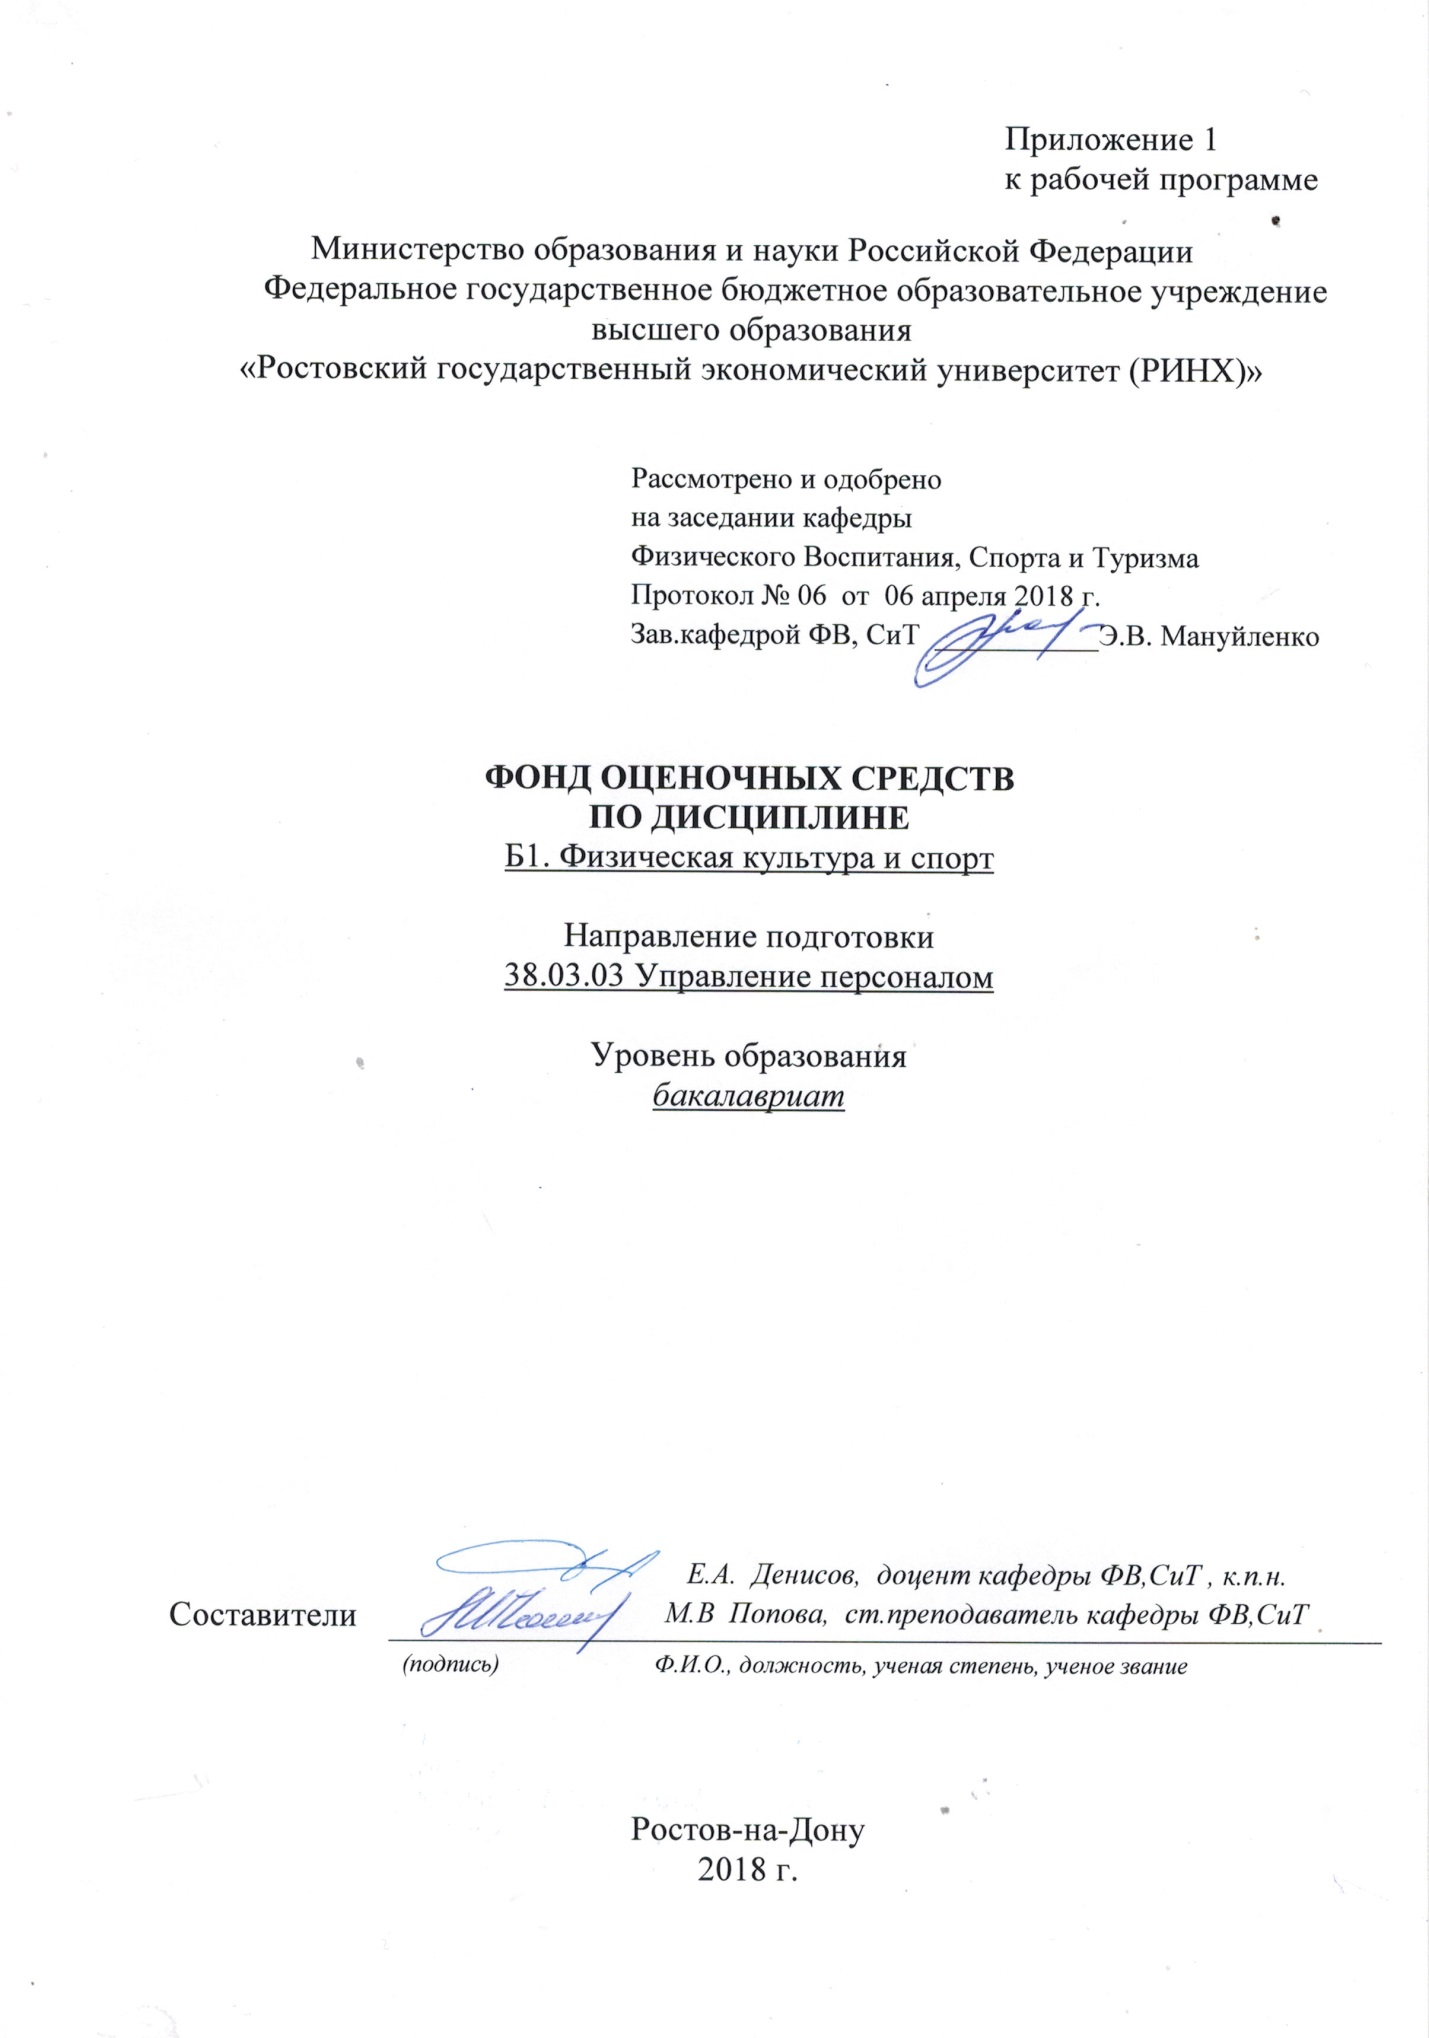 Приложение 1
к рабочей программе
Министерство образования и науки Российской Федерации
Федеральное государственное бюджетное образовательное учреждение
высшего образования
«Ростовский государственный экономический университет (РИНХ)»
Рассмотрено и одобрено
на заседании кафедры
Физического Воспитания, Спорта и Туризма
Протокол № 06 от 06 апреля 2018 г.
Зав.кафедрой ФВ, СиТ ____________Э.В. Мануйленко
ФОНД ОЦЕНОЧНЫХ СРЕДСТВ
ПО ДИСЦИПЛИНЕ
Б1. Физическая культура и спорт
Направление подготовки
38.03.03 Управление персоналом
Уровень образования
бакалавриат
Е.А. Денисов, доцент кафедры ФВ,СиТ , к.п.н.
Составители М.В Попова, ст.преподаватель кафедры ФВ,СиТ
(подпись) Ф.И.О., должность, ученая степень, ученое звание
Ростов-на-Дону
2018 г.